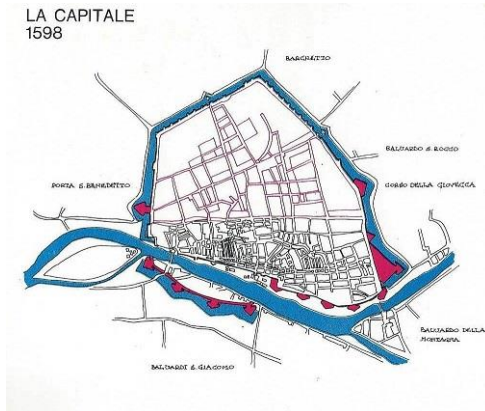 LA CAPITALE
1598
BARCHETTO
BALUARDO S. ROCCO
PORTA S. BENEDETTO
CORSO DELLA GIOVECCA
BALUARDO DELLA
MONTAGNA
BALUARDI S. GIACOMO